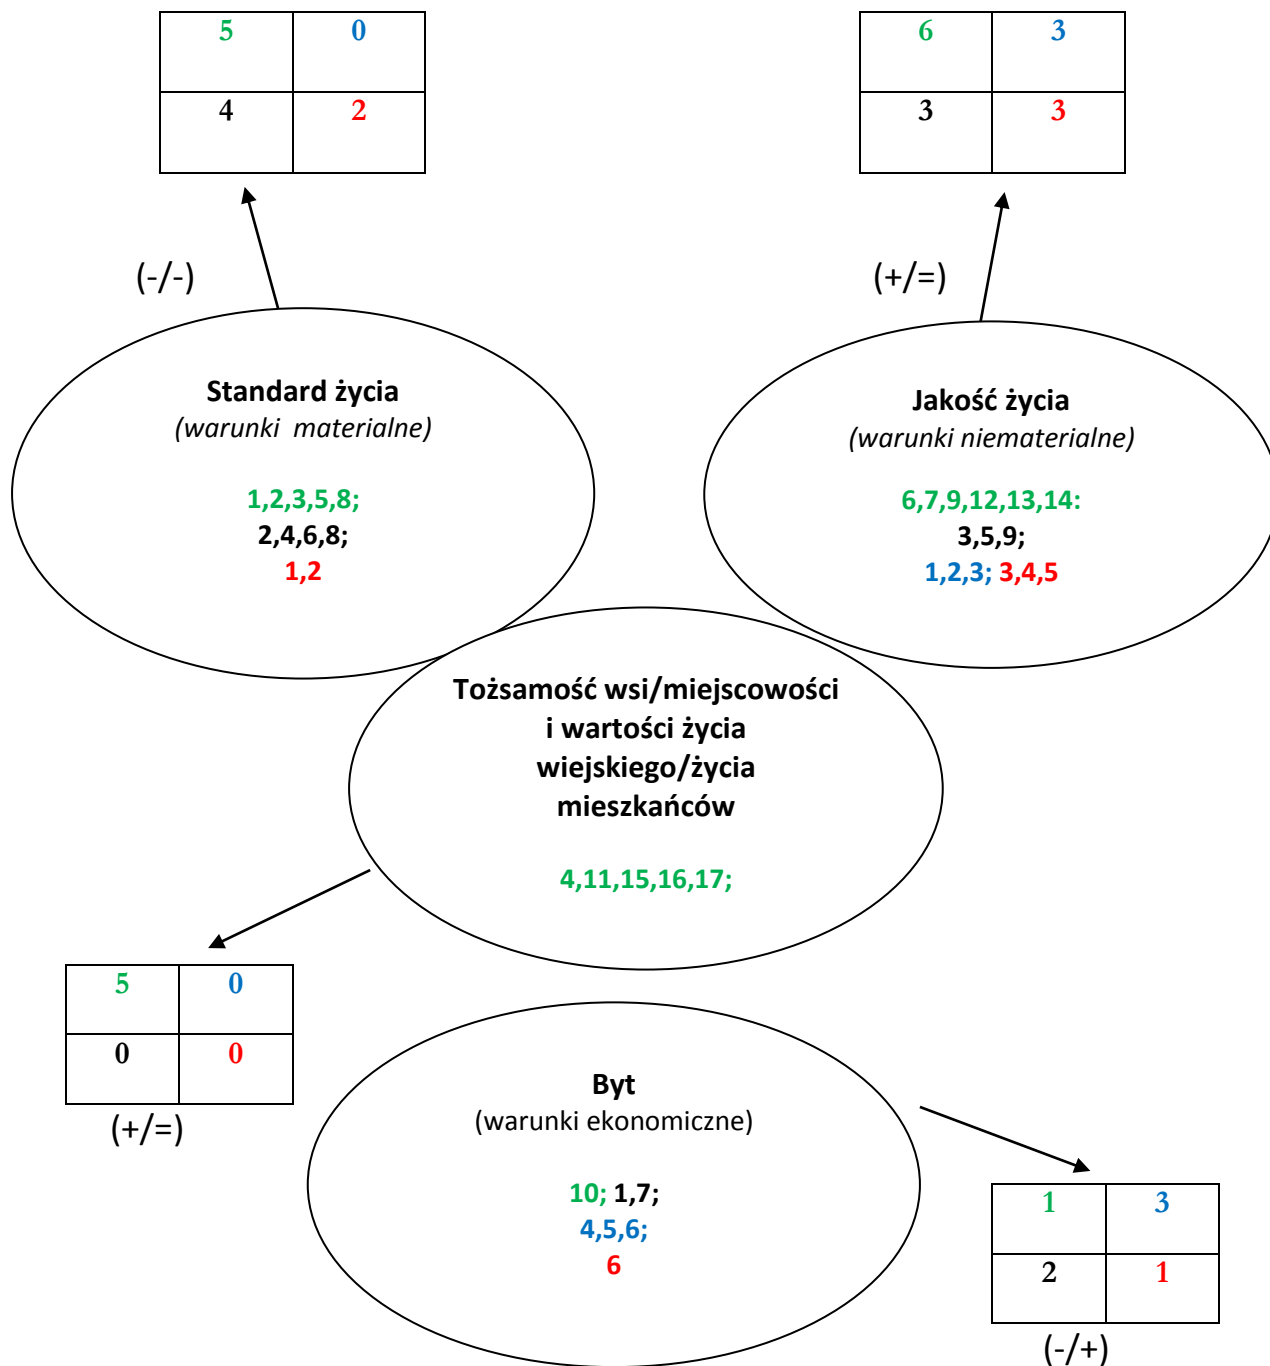 5 0
4 2
6 3
3 3
(-/-)
(+/=)
Standard życia
(warunki materialne)
1,2,3,5,8;
2,4,6,8;
1,2
Jakość życia
(warunki niematerialne)
6,7,9,12,13,14:
3,5,9;
1,2,3; 3,4,5
Tożsamość wsi/miejscowości
i wartości życia
wiejskiego/życia
mieszkańców
4,11,15,16,17;
5 0
0 0
(+/=)
Byt
(warunki ekonomiczne)
10; 1,7;
4,5,6;
6
1 3
2 1
(-/+)